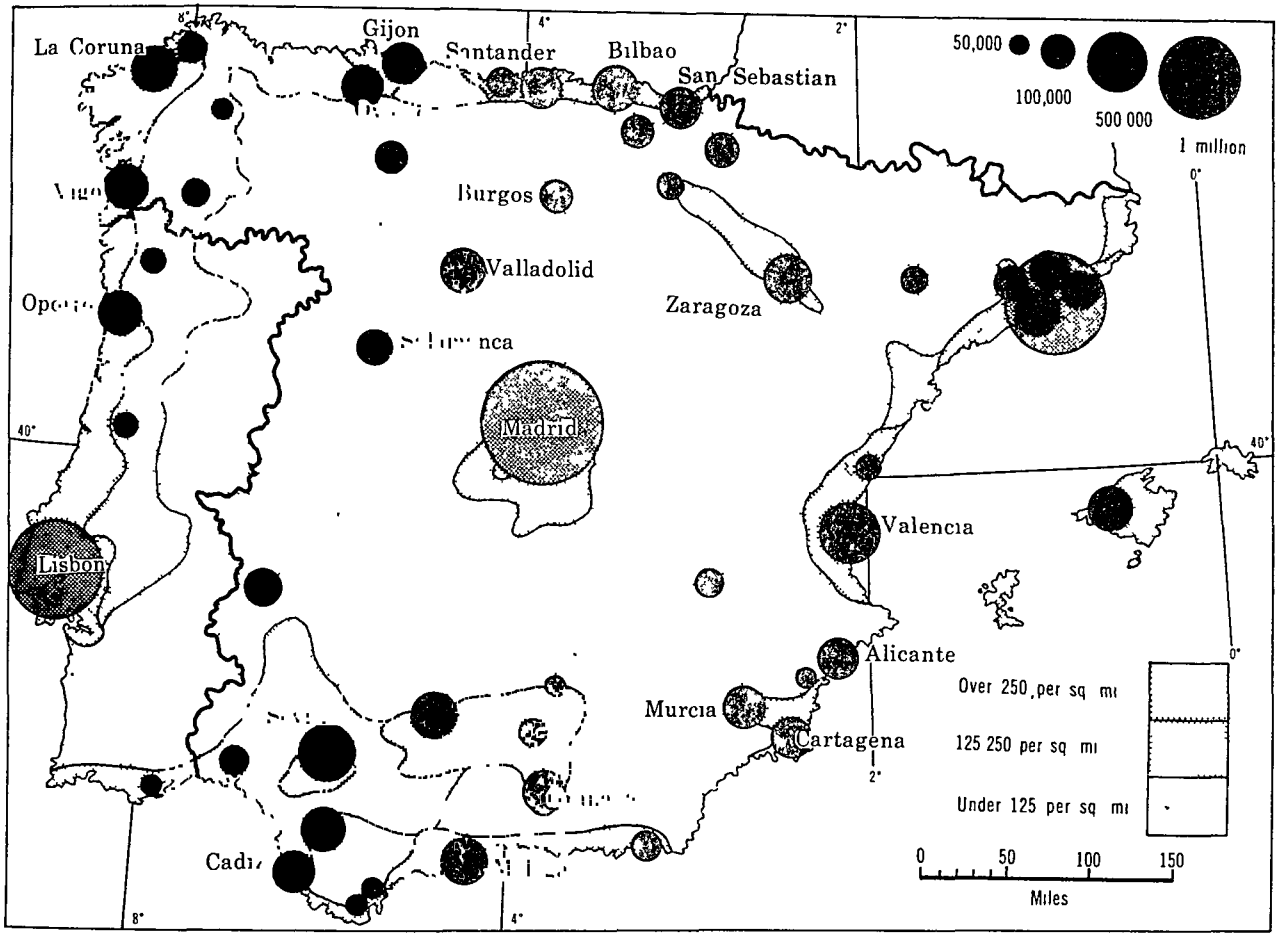 8°
4°
2°
La Coruna
Gijon
Santander
Bilbao
San Sebastian
50,000
100,000
500 000
1 million
0°
Vigo
Burgos
Valladolid
Zaragoza
Madrid
40°
40°
Lisbon
Valencia
Alicante
0°
Murcia
Cartagena
2°
Over 250 per sq mi
125 250 per sq mi
Under 125 per sq mi
0 50 100 150
Miles
8°
4°